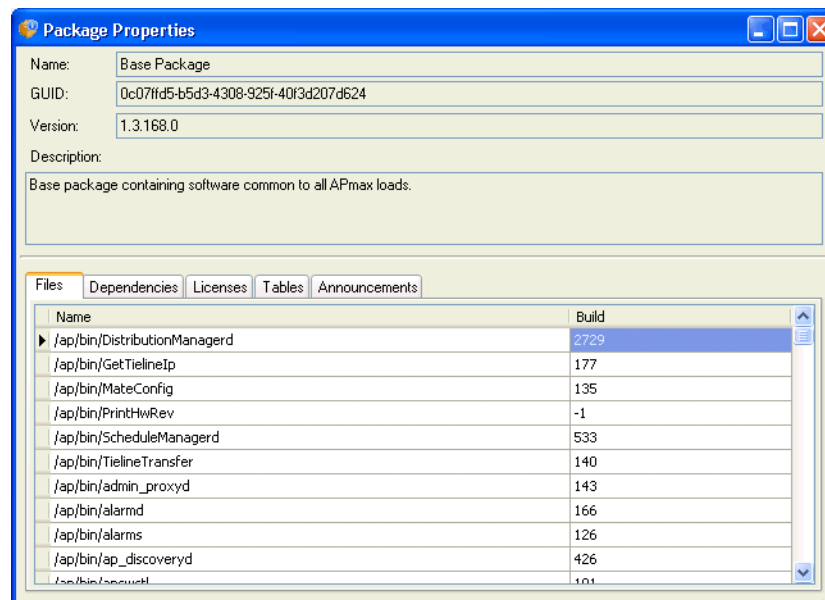 Package Properties
Name: Base Package
GUID: 0c07ffd5-b5d3-4308-925f-40f3d207d624
Version: 1.3.168.0
Description:
Base package containing software common to all APmax loads.
Files Dependencies Licenses Tables Announcements
Name Build
/ap/bin/DistributionManagerd 2729
/ap/bin/GetTielineIp 177
/ap/bin/MateConfig 135
/ap/bin/PrintHwRev -1
/ap/bin/ScheduleManagerd 533
/ap/bin/TielineTransfer 140
/ap/bin/admin_proxyd 143
/ap/bin/alarmd 166
/ap/bin/alarms 126
/ap/bin/ap_discoveryd 426